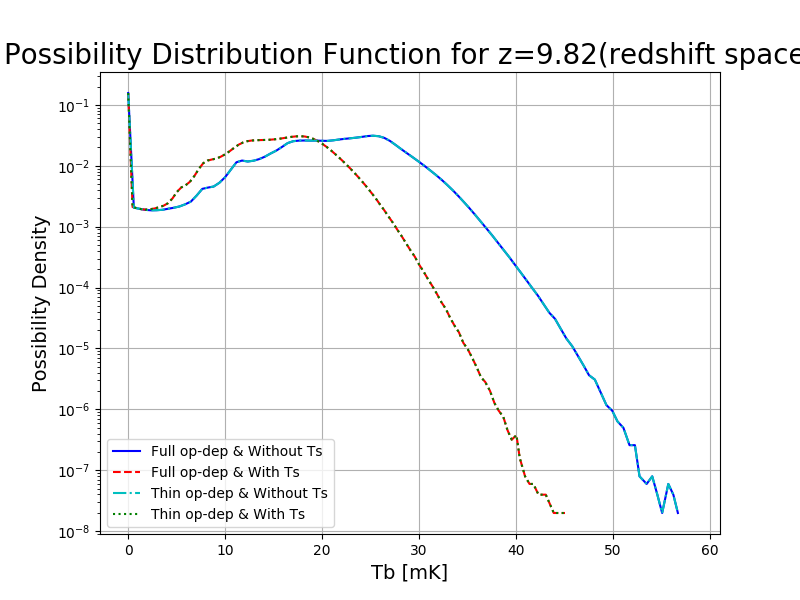 Possibility Distribution Function for z=9.82(redshift space
Possibility Density
10⁻¹
10⁻²
10⁻³
10⁻⁴
10⁻⁵
10⁻⁶
10⁻⁷
10⁻⁸
Full op-dep & Without Ts
Full op-dep & With Ts
Thin op-dep & Without Ts
Thin op-dep & With Ts
0 10 20 30 40 50 60
Tb [mK]